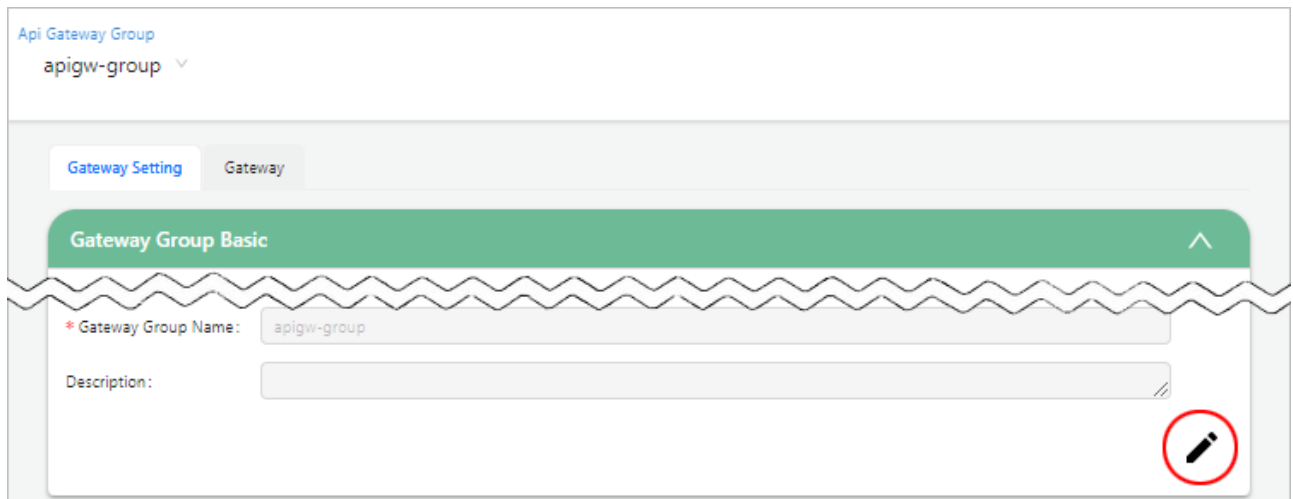 Api Gateway Group
apigw-group
Gateway Setting Gateway
Gateway Group Basic
* Gateway Group Name: apigw-group
Description: